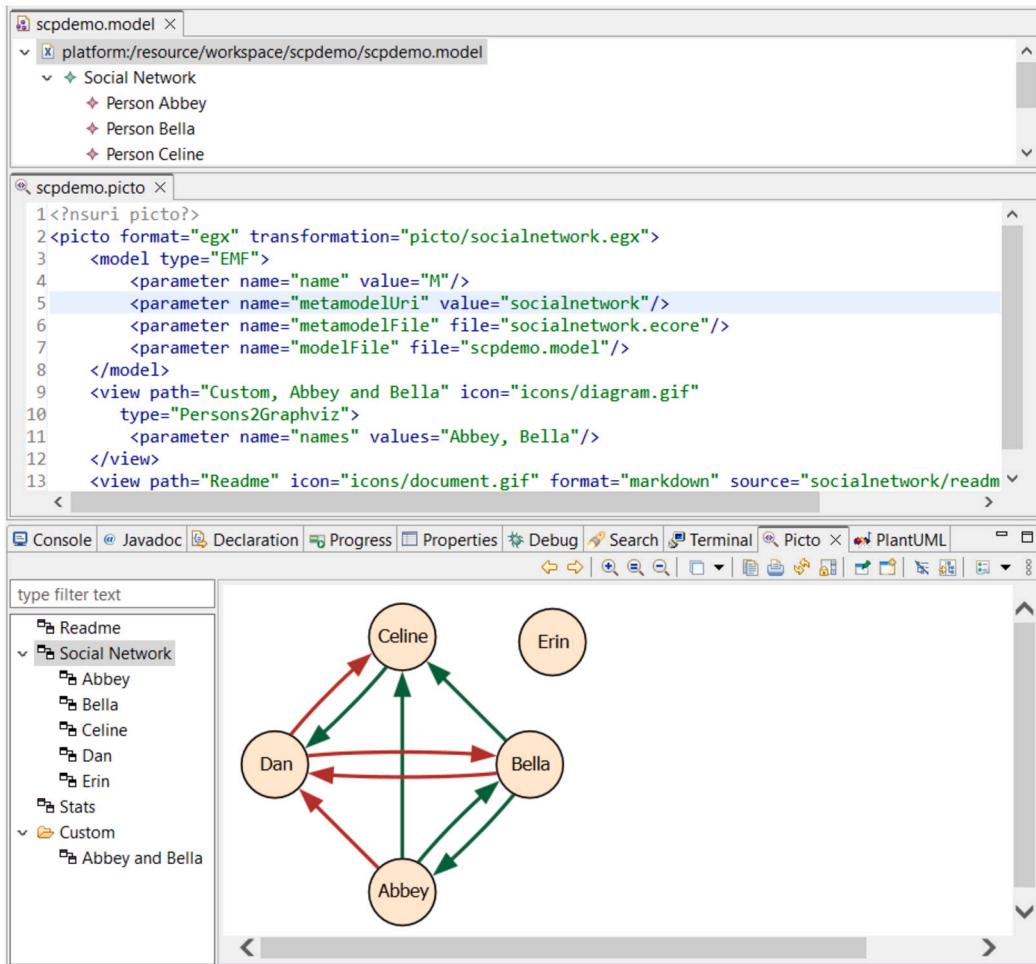 scpdemo.model
platform:/resource/workspace/scpdemo/scpdemo.model
Social Network
Person Abbey
Person Bella
Person Celine
scpdemo.picto
1 <?nsuri picto?>
2 <picto format="egx" transformation="picto/socialnetwork.egx">
3 <model type="EMF">
4 <parameter name="name" value="M"/>
5 <parameter name="metamodelUri" value="socialnetwork"/>
6 <parameter name="metamodelFile" file="socialnetwork.ecore"/>
7 <parameter name="modelFile" file="scpdemo.model"/>
8 </model>
9 <view path="Custom, Abbey and Bella" icon="icons/diagram.gif"
10 type="Persons2Graphviz">
11 <parameter name="names" values="Abbey, Bella"/>
12 </view>
13 <view path="Readme" icon="icons/document.gif" format="markdown" source="socialnetwork/readm
Console @ Javadoc Declaration Progress Properties Debug Search Terminal Picto PlantUML
type filter text
Readme
Social Network
Abbey
Bella
Celine
Dan
Erin
Stats
Custom
Abbey and Bella
Celine
Erin
Dan
Bella
Abbey